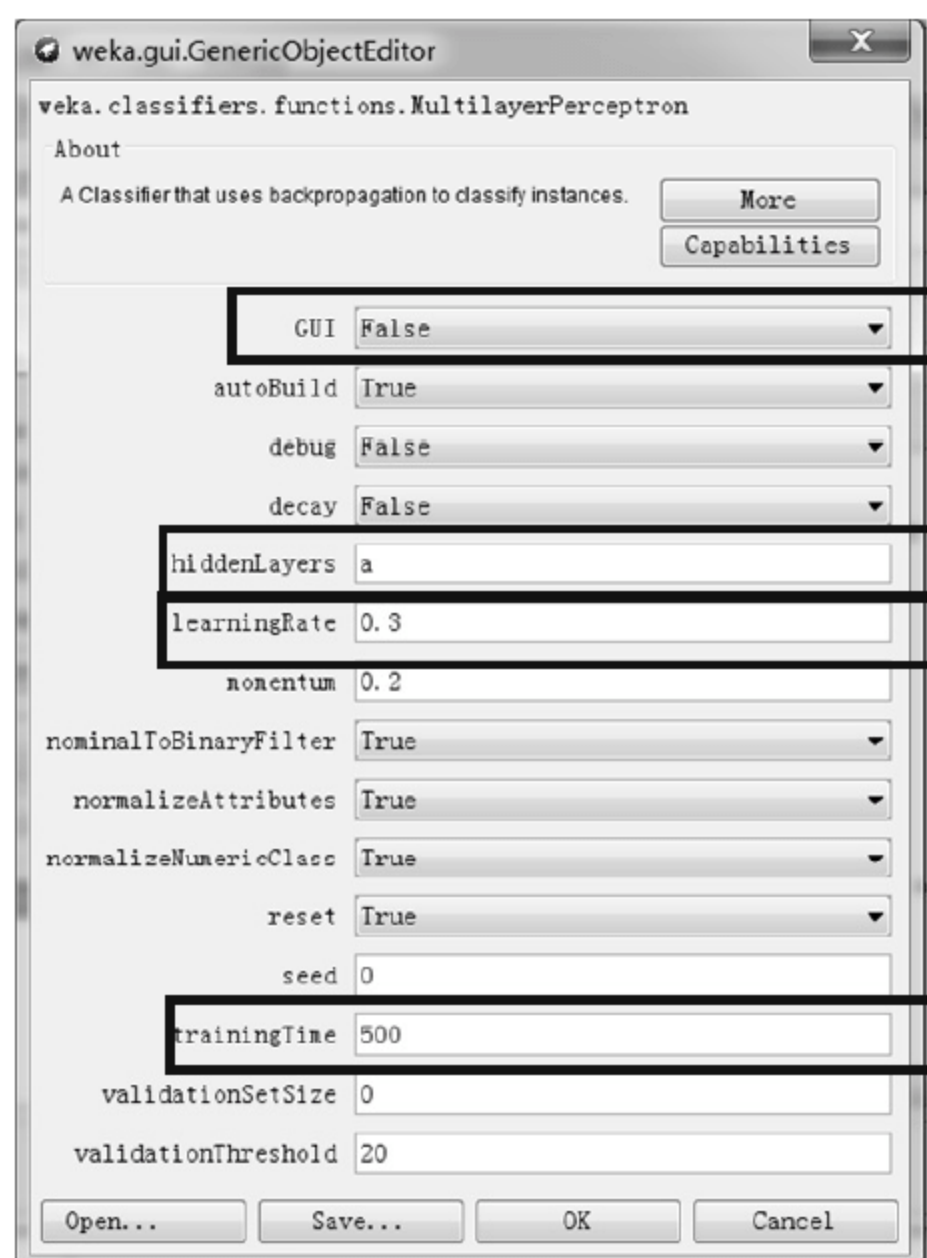 weka.gui.GenericObjectEditor
weka.classifiers.functions.MultilayerPerceptron
About
A Classifier that uses backpropagation to classify instances.
More
Capabilities
GUI False
autoBuild True
debug False
decay False
hiddenLayers a
learningRate 0.3
momentum 0.2
nominalToBinaryFilter True
normalizeAttributes True
normalizeNumericClass True
reset True
seed 0
trainingTime 500
validationSetSize 0
validationThreshold 20
Open... Save... OK Cancel